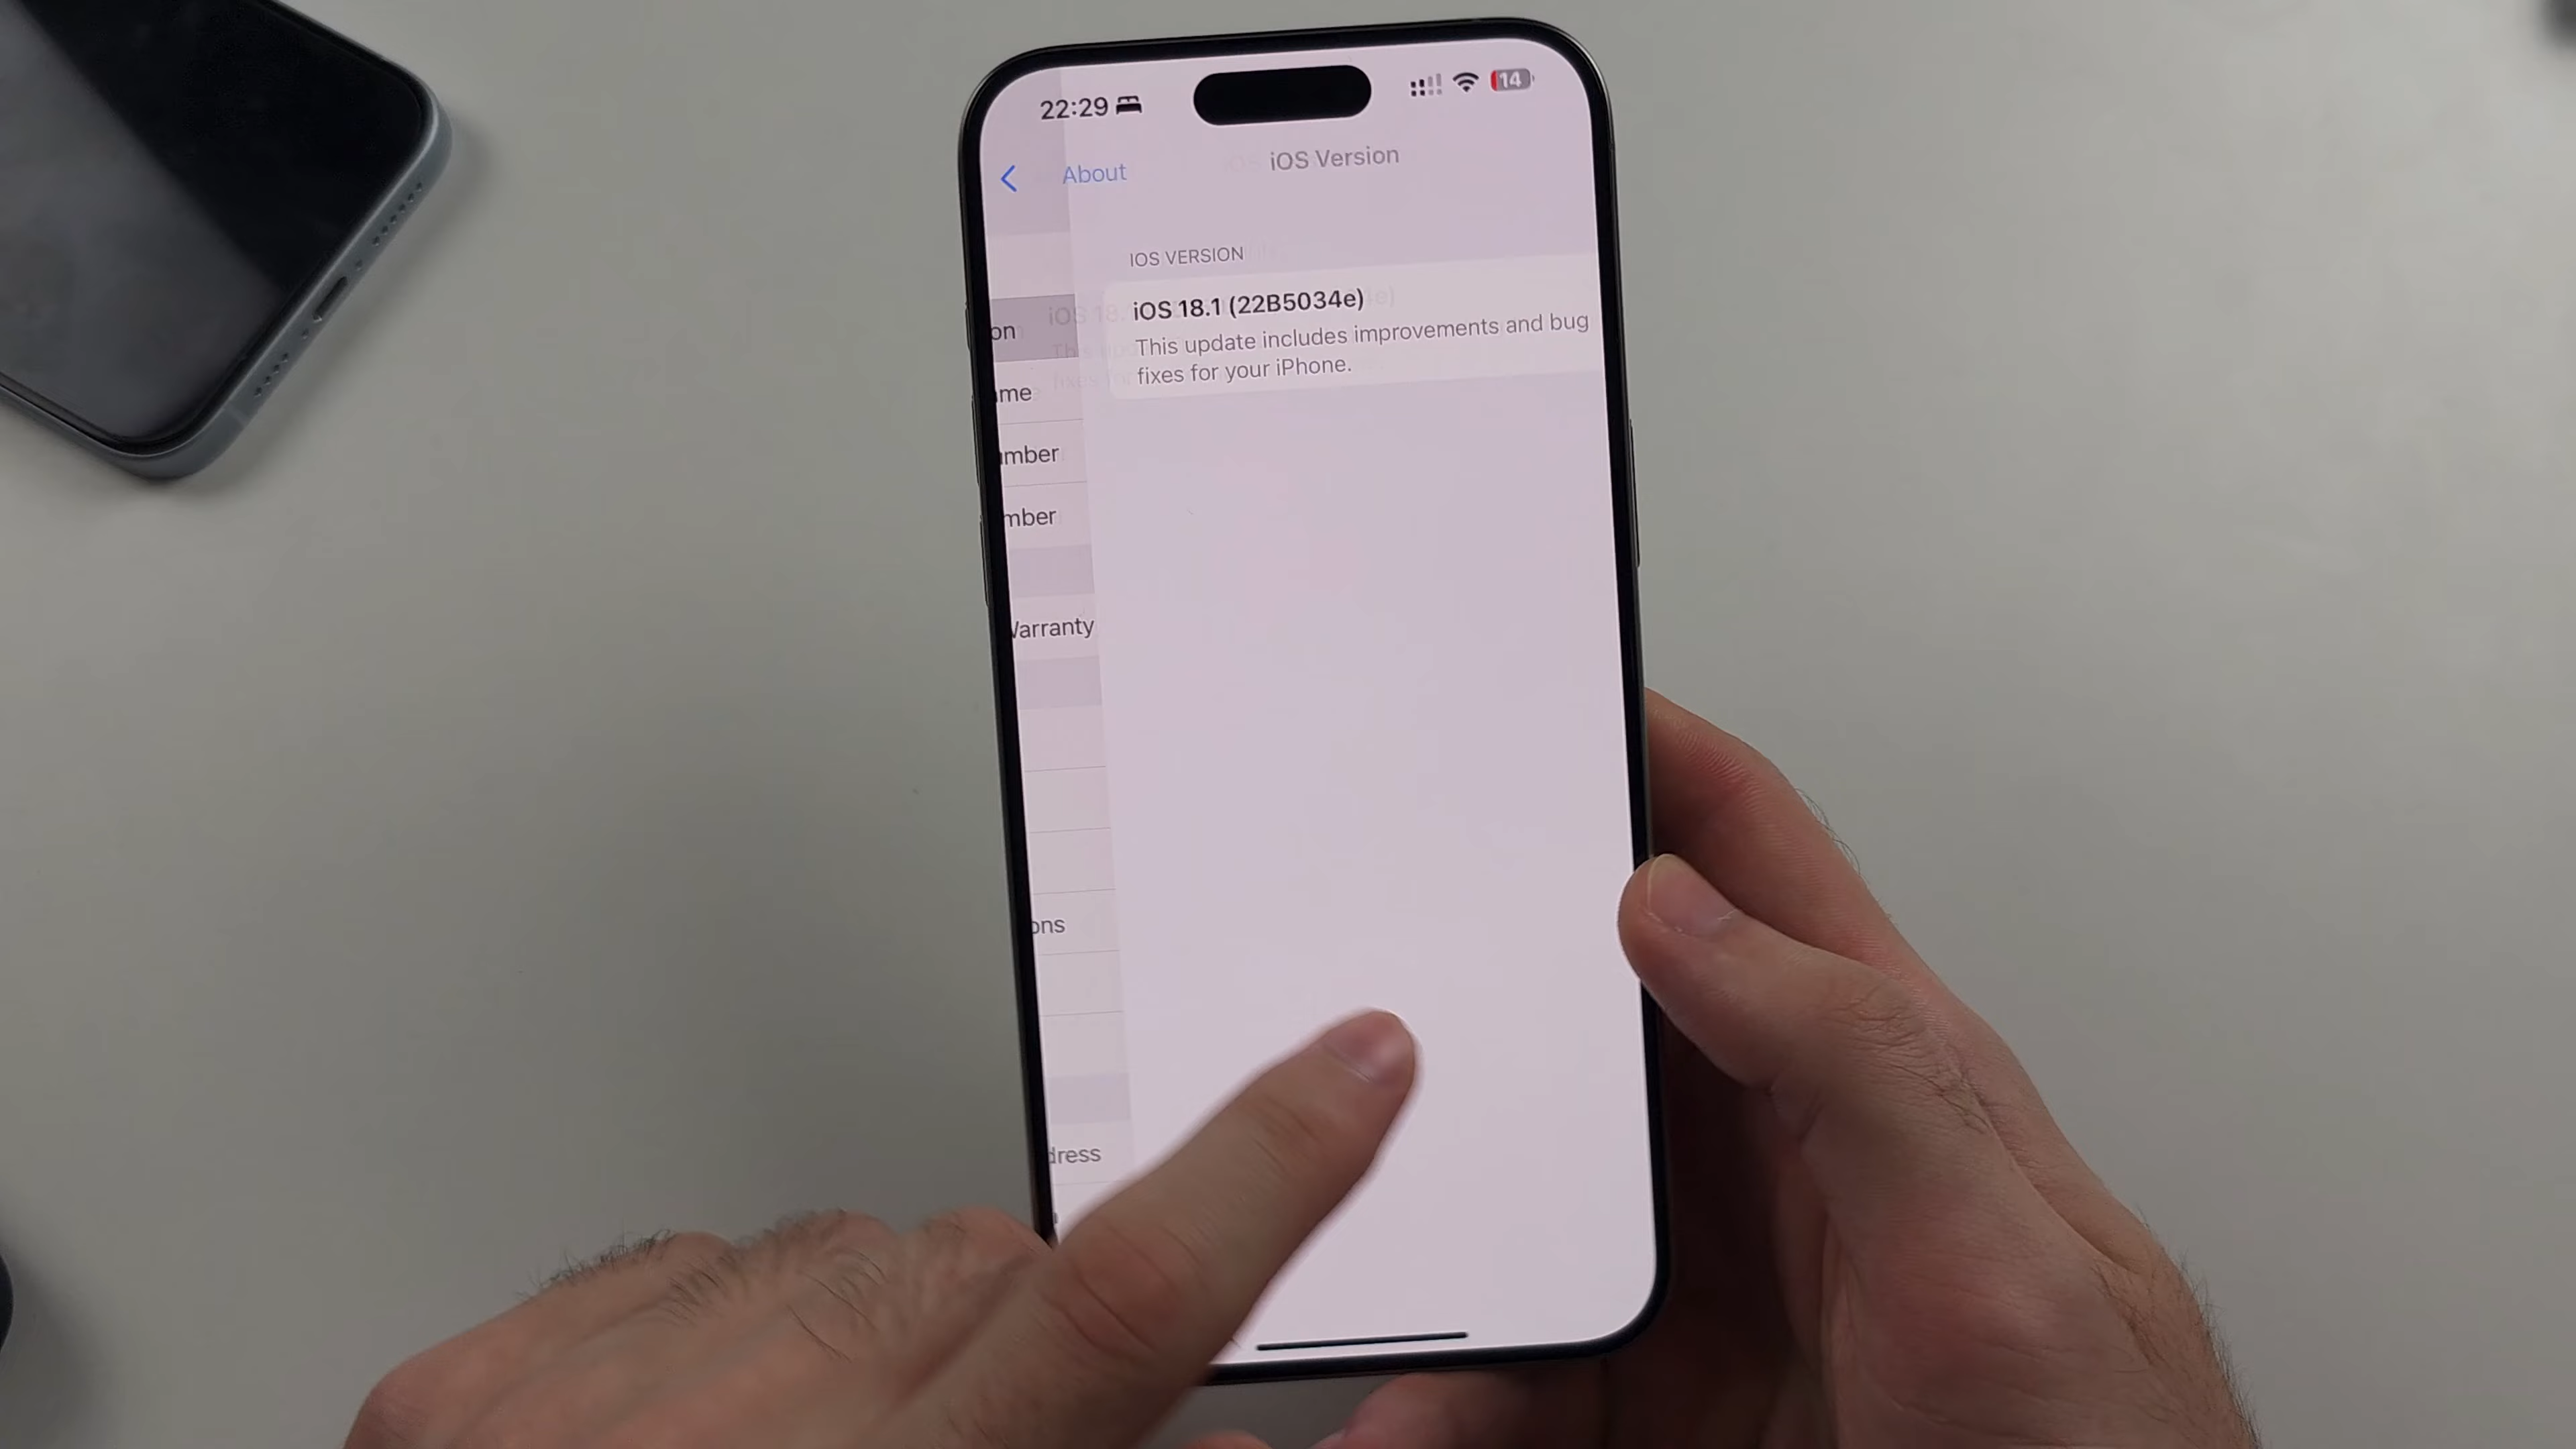 22:29
14
About
iOS Version
IOS VERSION
iOS 18.1 (22B5034e)
This update includes improvements and bug
fixes for your iPhone.
on
me
mber
mber
Warranty
ons
dress